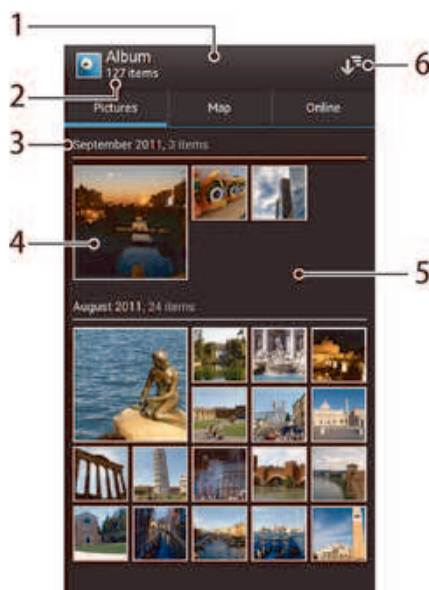 1
Album
6
127 items
2
Pictures Map Online
3
September 2011, 3 items
4
5
August 2011, 24 items